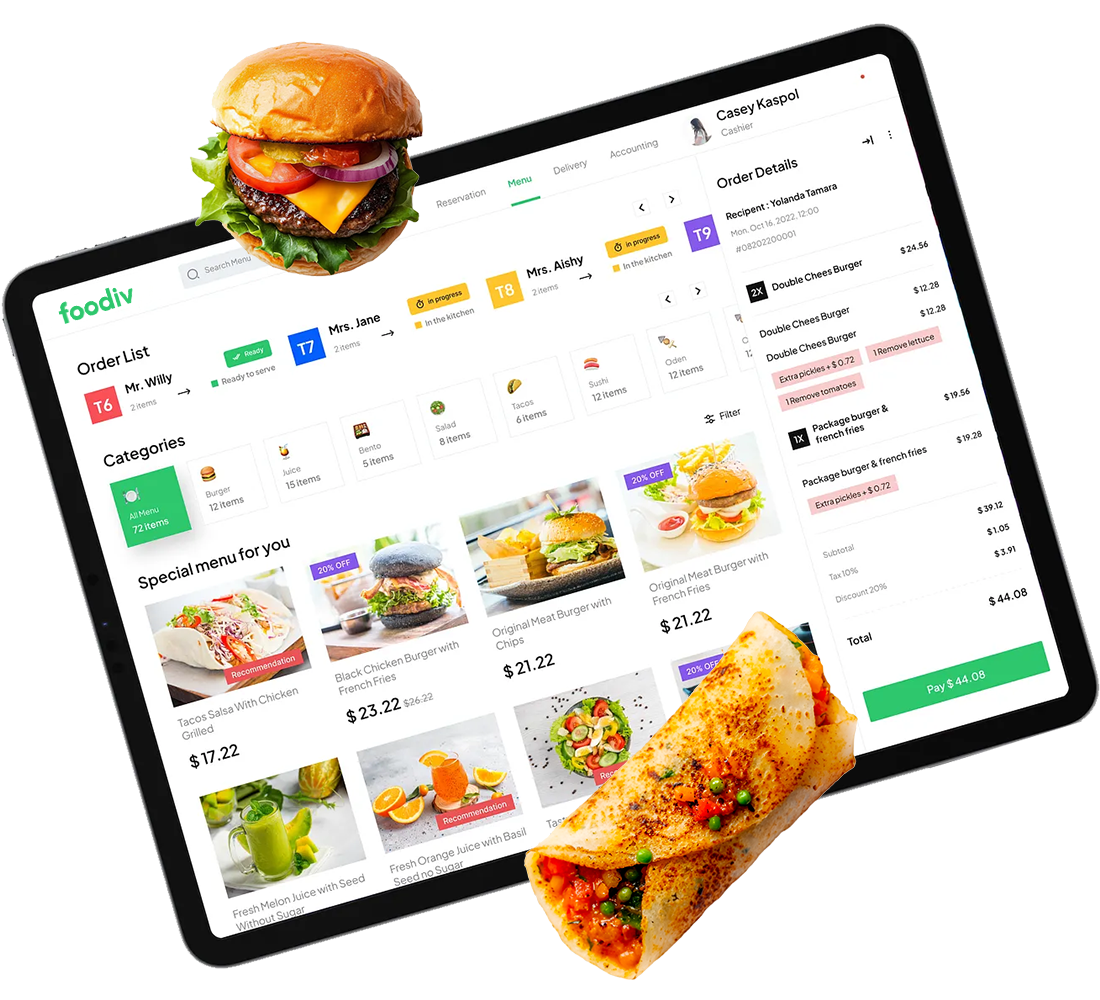 foodiv
Search Menu
Reservation
Menu
Delivery
Accounting
Casey Kaspol
Cashier
Order List
T6
Mr. Willy
2 items
Ready
Ready to serve
T7
Mrs. Jane
2 items
in progress
In the kitchen
T8
Mrs. Aishy
2 items
in progress
In the kitchen
T9
Categories
All Menu
72 items
Burger
12 items
Juice
15 items
Bento
5 items
Salad
8 items
Tacos
6 items
Sushi
12 items
Oden
12 items
Special menu for you
Filter
Recommendation
Tacos Salsa With Chicken
Grilled
$ 17.22
20% OFF
Black Chicken Burger with
French Fries
$ 23.22 $26.22
Original Meat Burger with
Chips
$ 21.22
20% OFF
Original Meat Burger with
French Fries
$ 21.22
Fresh Melon Juice with Seed
Without Sugar
Recommendation
Fresh Orange Juice with Basil
Seed no Sugar
20% OFF
Order Details
Recipent : Yolanda Tamara
Mon. Oct 16, 2022, 12:00
#08202200001
2X
Double Chees Burger
$ 24.56
Double Chees Burger
$ 12.28
Double Chees Burger
$ 12.28
Extra pickles + $ 0.72
1 Remove lettuce
1 Remove tomatoes
1X
Package burger &
french fries
$ 19.56
Package burger & french fries
$ 19.28
Extra pickles + $ 0.72
Subtotal
$ 39.12
Tax 10%
$ 1.05
Discount 20%
$ 3.91
Total
$ 44.08
Pay $ 44.08